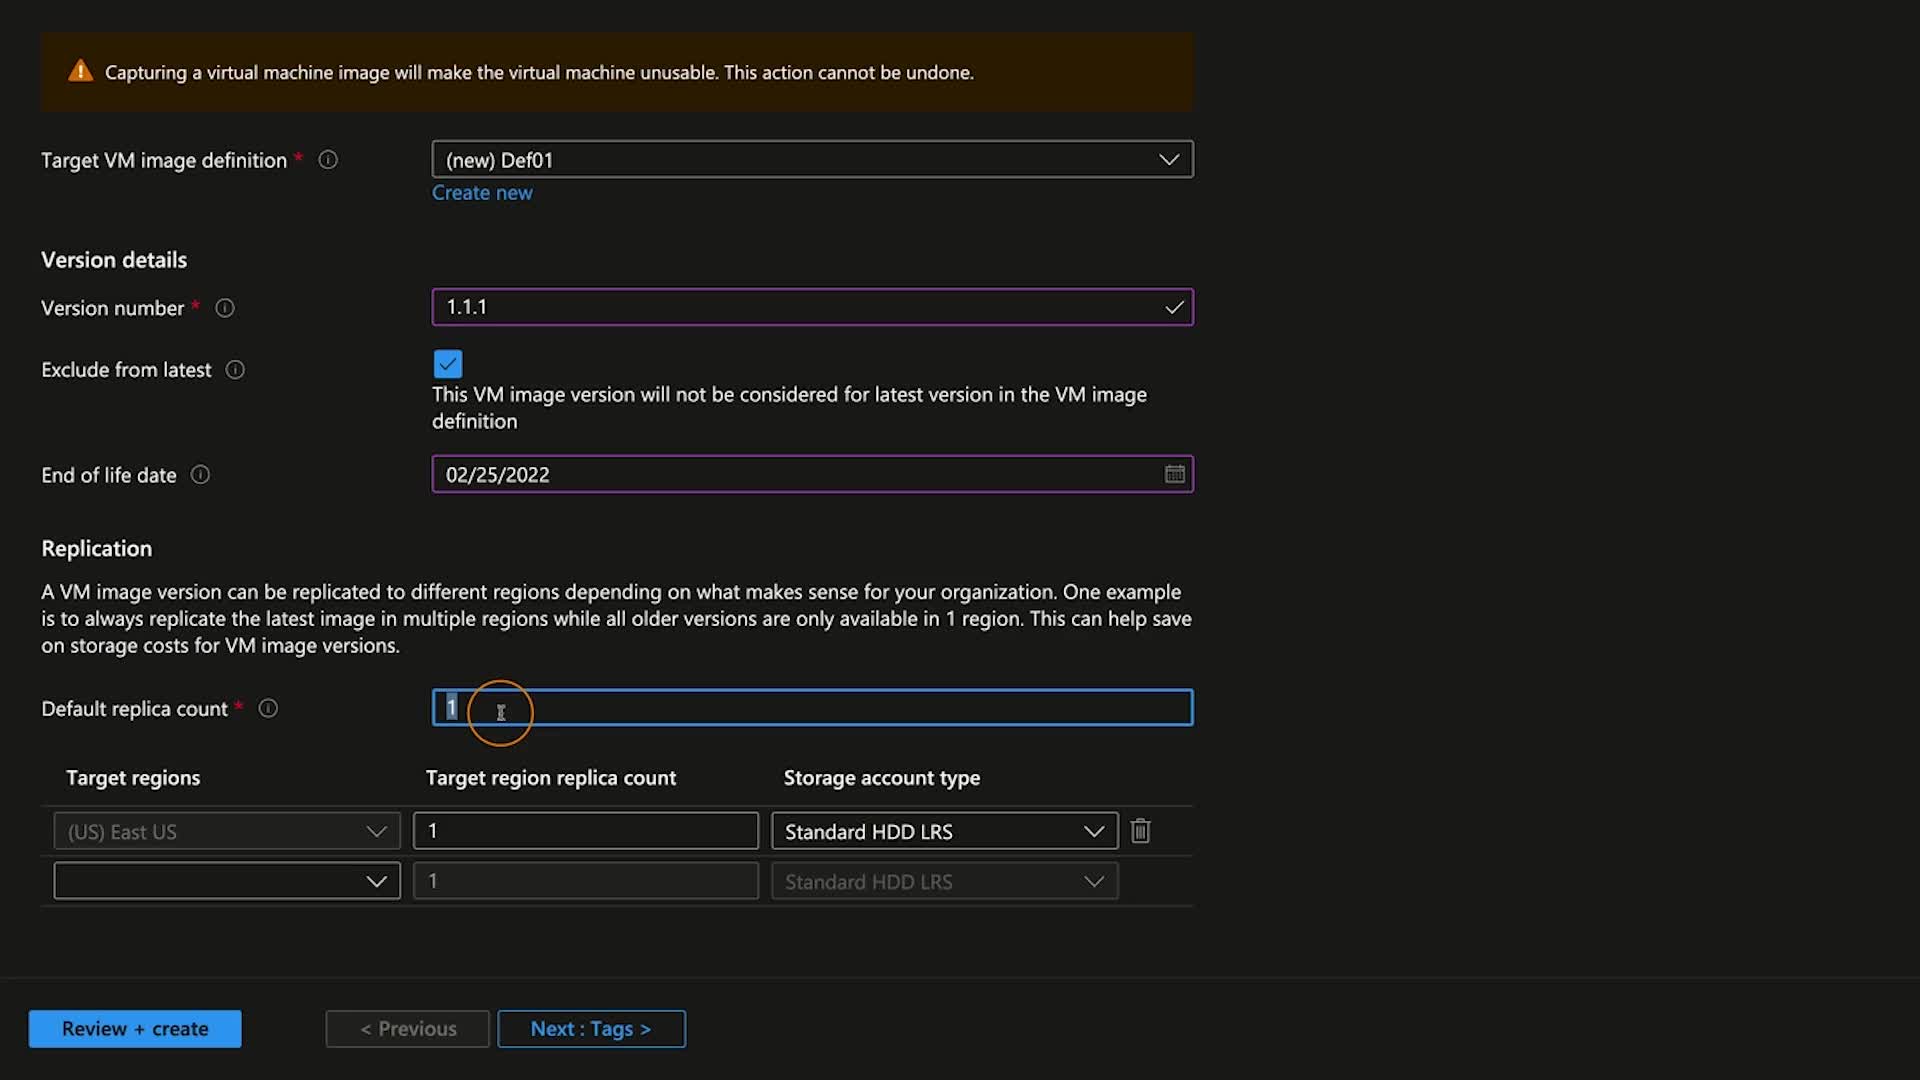 Capturing a virtual machine image will make the virtual machine unusable. This action cannot be undone.
Target VM image definition *
(new) Def01
Create new
Version details
Version number *
1.1.1
Exclude from latest
This VM image version will not be considered for latest version in the VM image
definition
End of life date
02/25/2022
Replication
A VM image version can be replicated to different regions depending on what makes sense for your organization. One example
is to always replicate the latest image in multiple regions while all older versions are only available in 1 region. This can help save
on storage costs for VM image versions.
Default replica count *
1
Target regions Target region replica count Storage account type
(US) East US 1 Standard HDD LRS
1 Standard HDD LRS
Review + create < Previous Next : Tags >